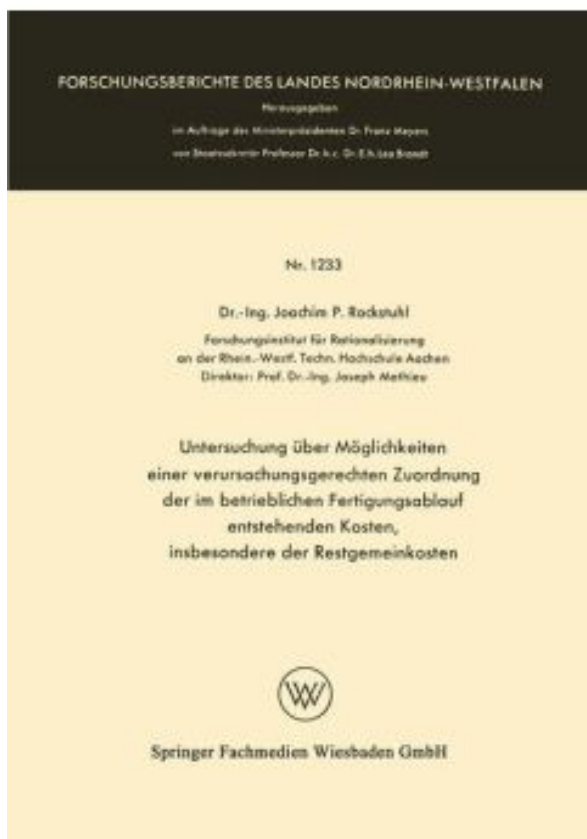 FORSCHUNGSBERICHTE DES LANDES NORDRHEIN-WESTFALEN
Herausgegeben
im Auftrage des Ministerpräsidenten Dr. Franz Meyers
von Staatssekretär Professor Dr. h. c. Dr. E. h. Leo Brandt
Nr. 1233
Dr.-Ing. Joachim P. Rackstuhl
Forschungsinstitut für Rationalisierung
an der Rhein.-Westf. Techn. Hochschule Aachen
Direktor: Prof. Dr.-Ing. Joseph Mathieu
Untersuchung über Möglichkeiten
einer verursachungsgerechten Zuordnung
der im betrieblichen Fertigungsablauf
entstehenden Kosten,
insbesondere der Restgemeinkosten
W
Springer Fachmedien Wiesbaden GmbH